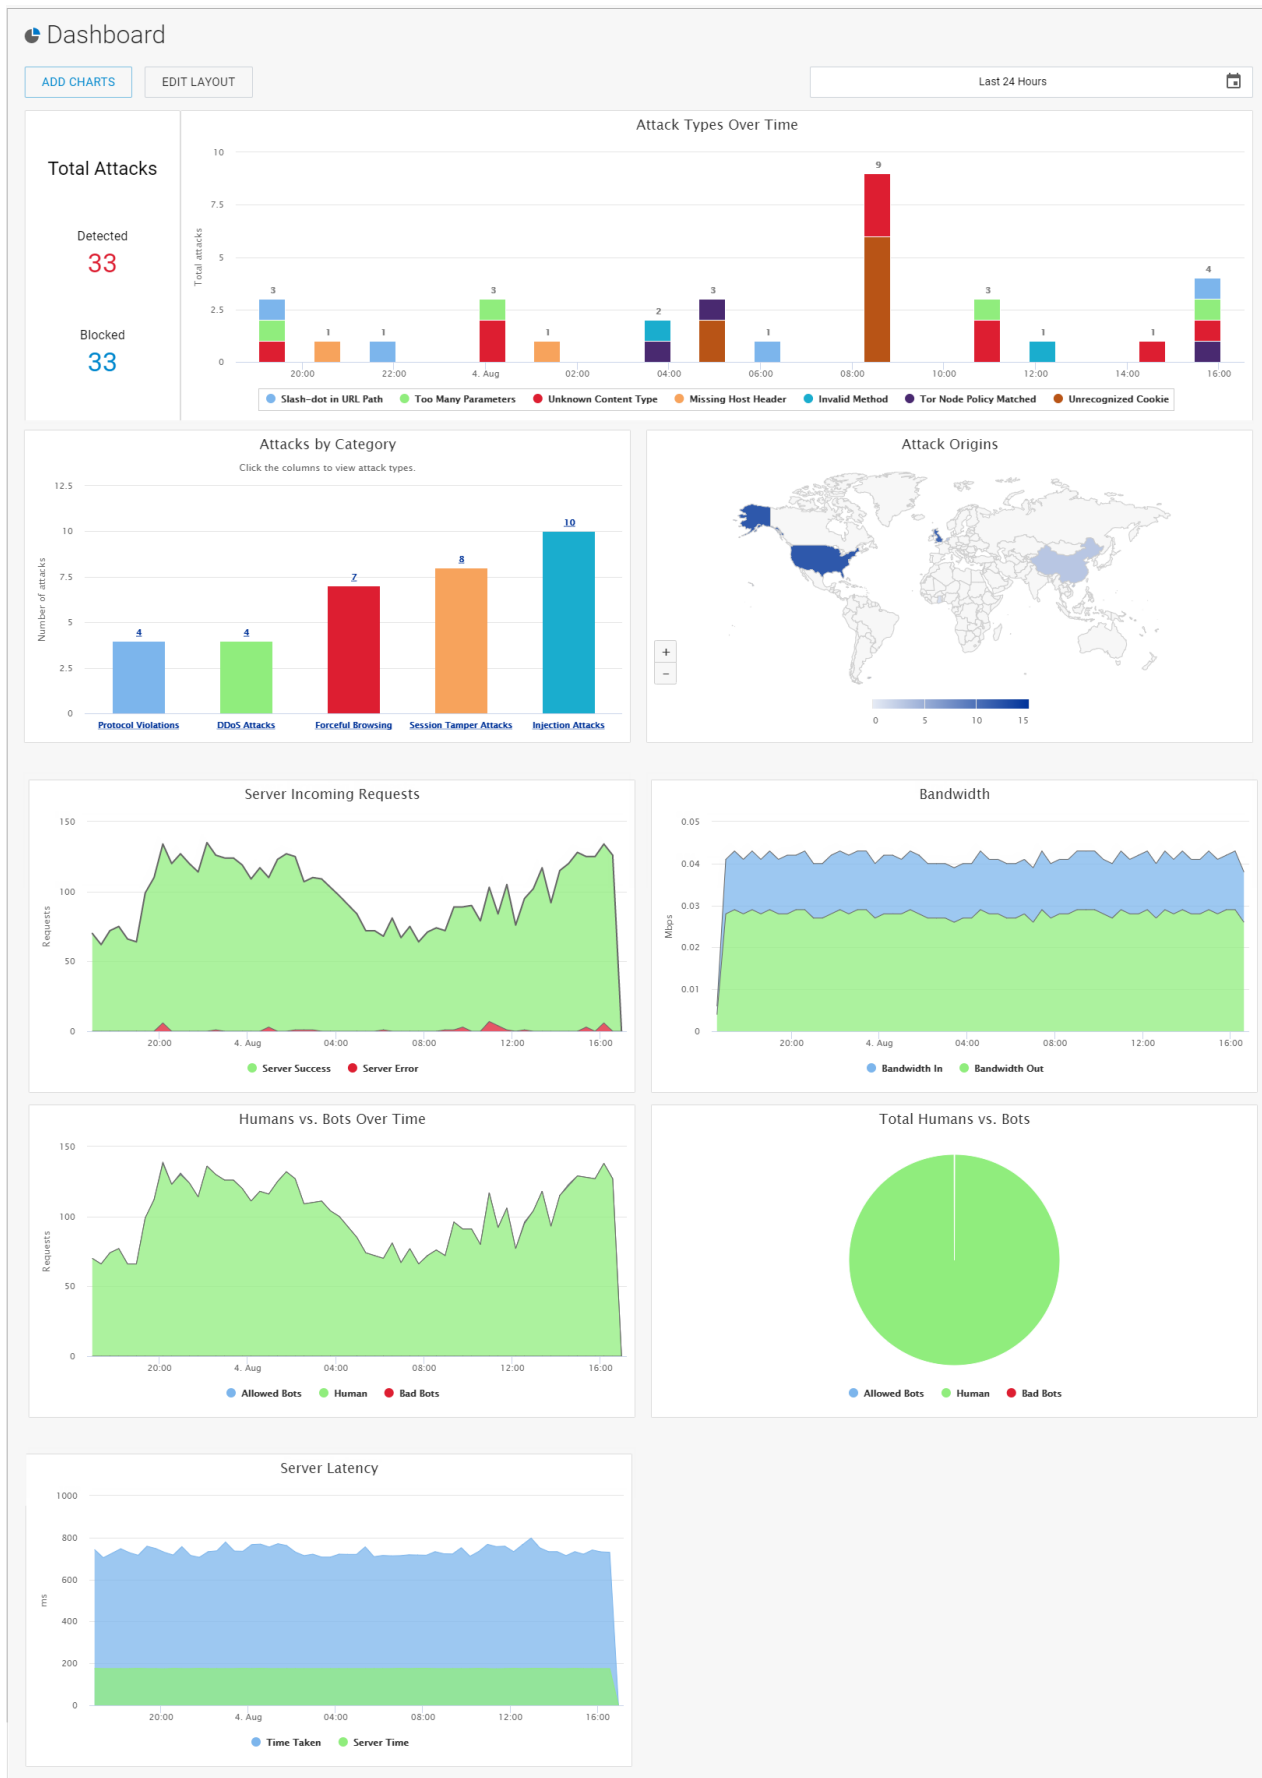 Dashboard
ADD CHARTS
EDIT LAYOUT
Last 24 Hours
Total Attacks
Detected
33
Blocked
33
Attack Types Over Time
Total attacks
10
7.5
5
2.5
0
3
1
1
3
1
2
3
1
9
3
1
1
4
20:00
22:00
4. Aug
02:00
04:00
06:00
08:00
10:00
12:00
14:00
16:00
Slash-dot in URL Path
Too Many Parameters
Unknown Content Type
Missing Host Header
Invalid Method
Tor Node Policy Matched
Unrecognized Cookie
Attacks by Category
Click the columns to view attack types.
Number of attacks
12.5
10
7.5
5
2.5
0
4
4
7
8
10
Protocol Violations
DDoS Attacks
Forceful Browsing
Session Tamper Attacks
Injection Attacks
Attack Origins
+
−
0
5
10
15
Server Incoming Requests
Requests
150
100
50
0
20:00
4. Aug
04:00
08:00
12:00
16:00
Server Success
Server Error
Bandwidth
Mbps
0.05
0.04
0.03
0.02
0.01
0
20:00
4. Aug
04:00
08:00
12:00
16:00
Bandwidth In
Bandwidth Out
Humans vs. Bots Over Time
Requests
150
100
50
0
20:00
4. Aug
04:00
08:00
12:00
16:00
Allowed Bots
Human
Bad Bots
Total Humans vs. Bots
Allowed Bots
Human
Bad Bots
Server Latency
ms
1000
800
600
400
200
0
20:00
4. Aug
04:00
08:00
12:00
16:00
Time Taken
Server Time